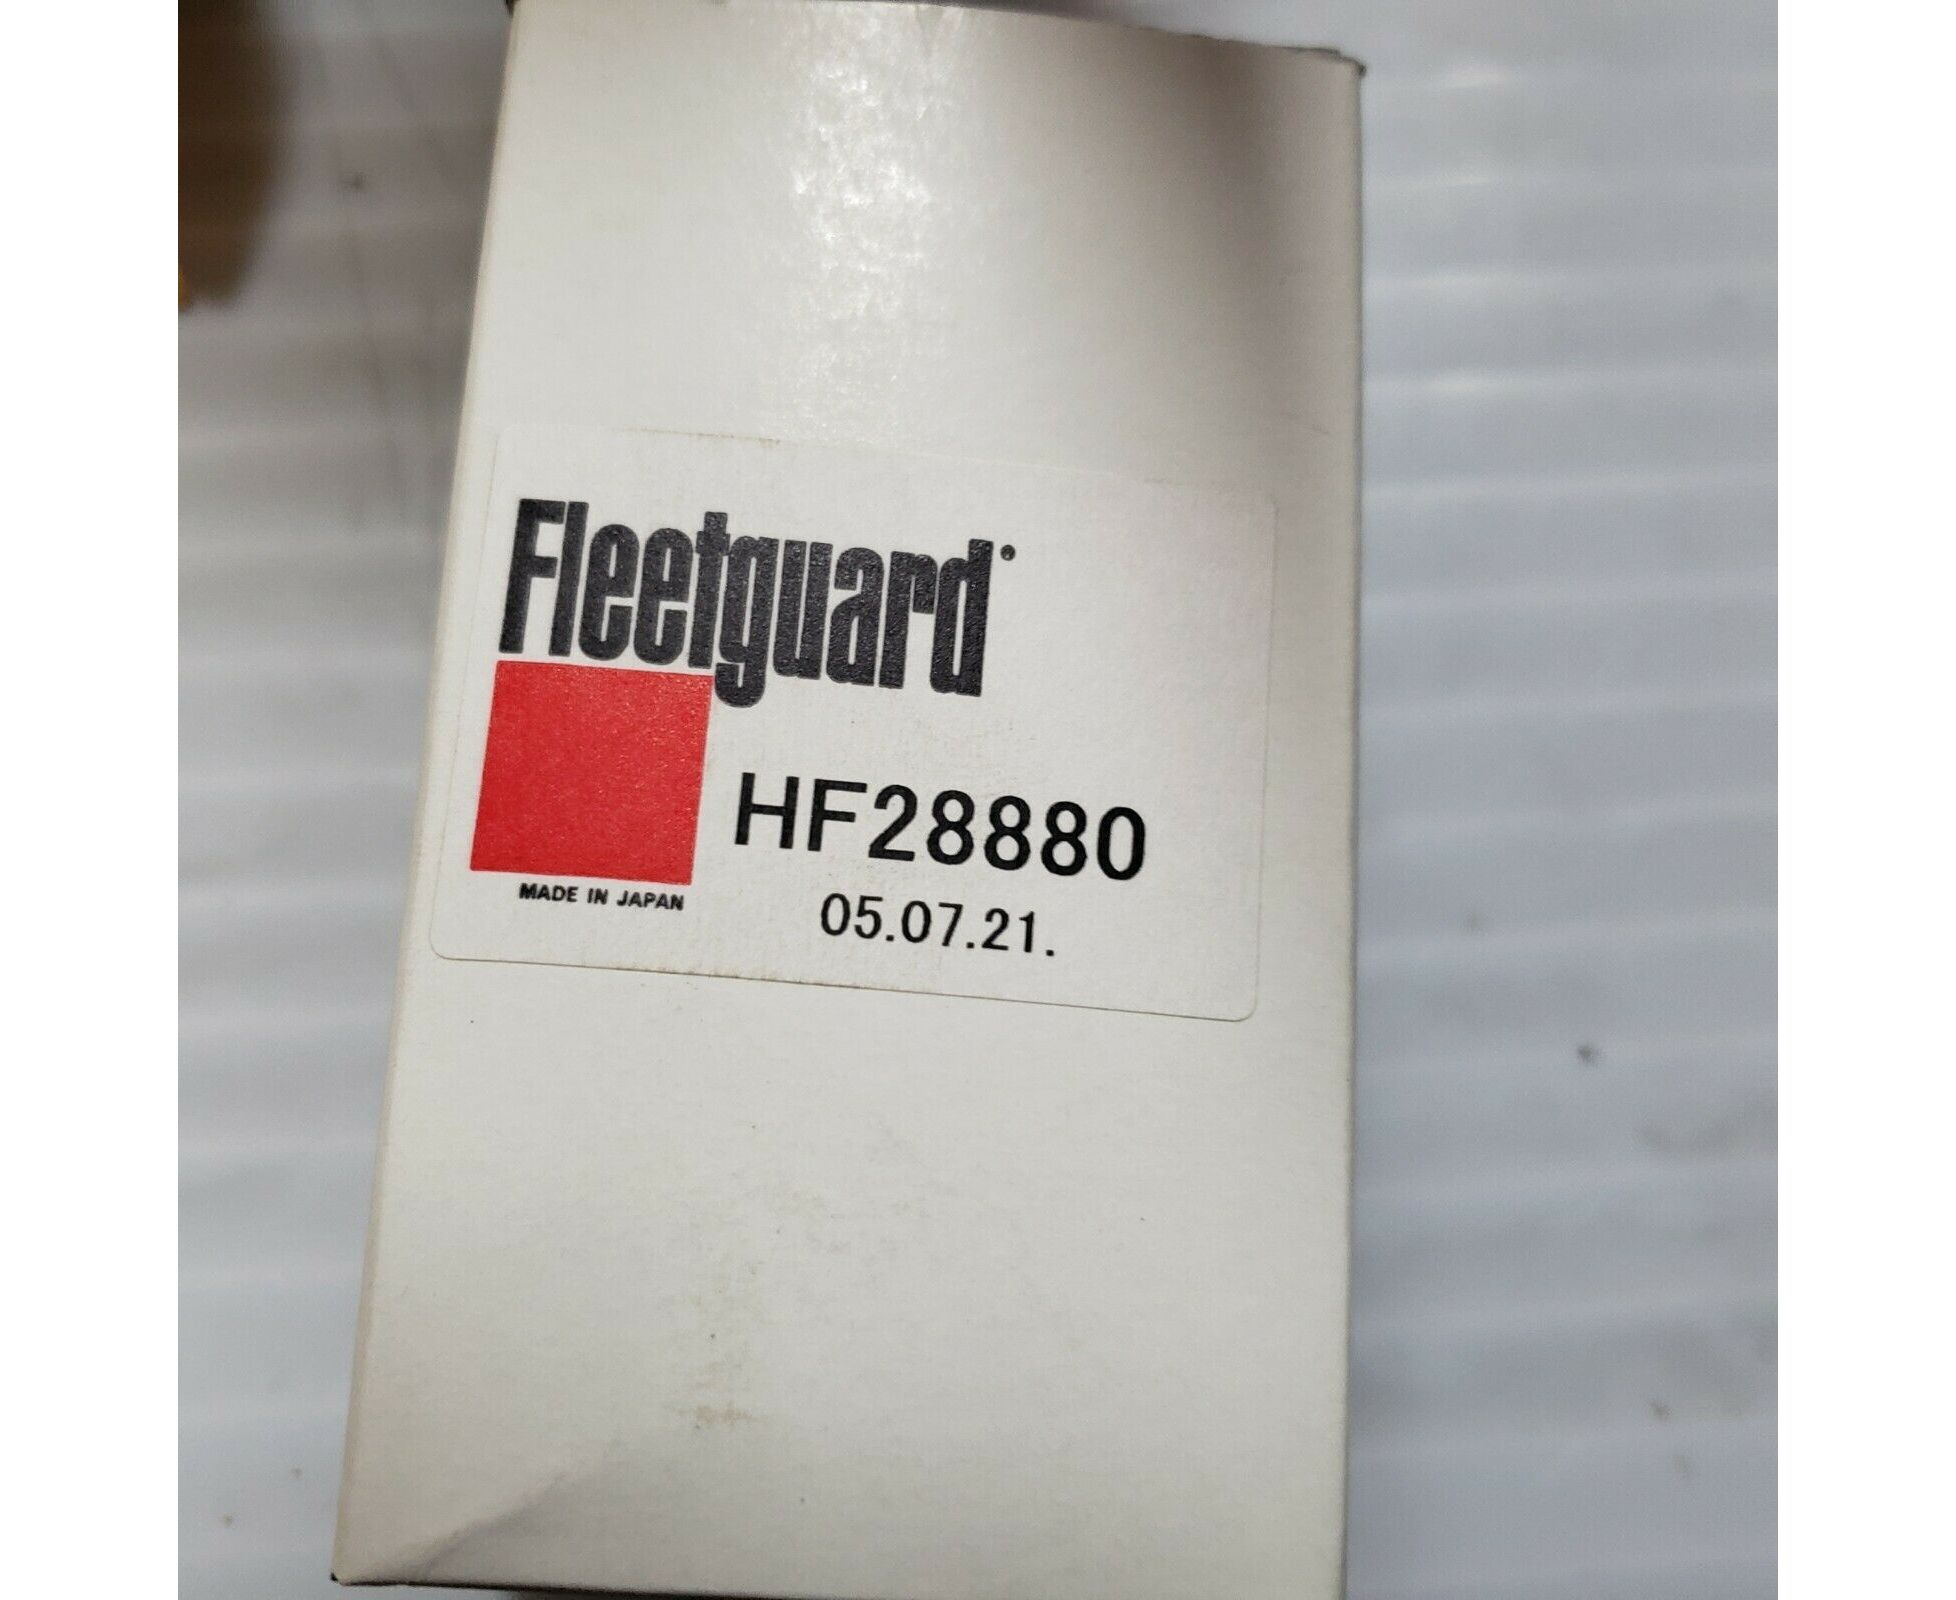 Fleetguard®
HF28880
MADE IN JAPAN
05.07.21.